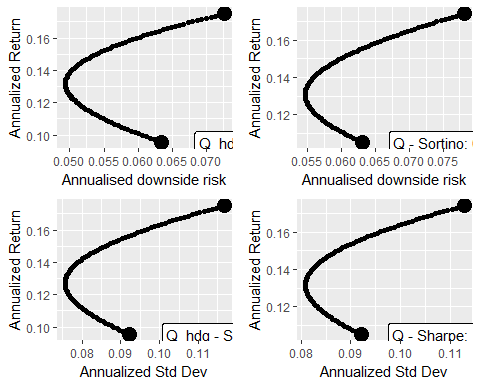 Annualized Return
0.16
0.14
0.12
0.10
Q hd
0.050 0.055 0.060 0.065 0.070
Annualised downside risk
Annualized Return
0.16
0.14
0.12
Q - Sortino:
0.055 0.060 0.065 0.070 0.075
Annualised downside risk
Annualized Return
0.16
0.14
0.12
0.10
Q hdg - S
0.08 0.09 0.10 0.11
Annualized Std Dev
Annualized Return
0.16
0.14
0.12
Q - Sharpe:
0.08 0.09 0.10 0.11
Annualized Std Dev